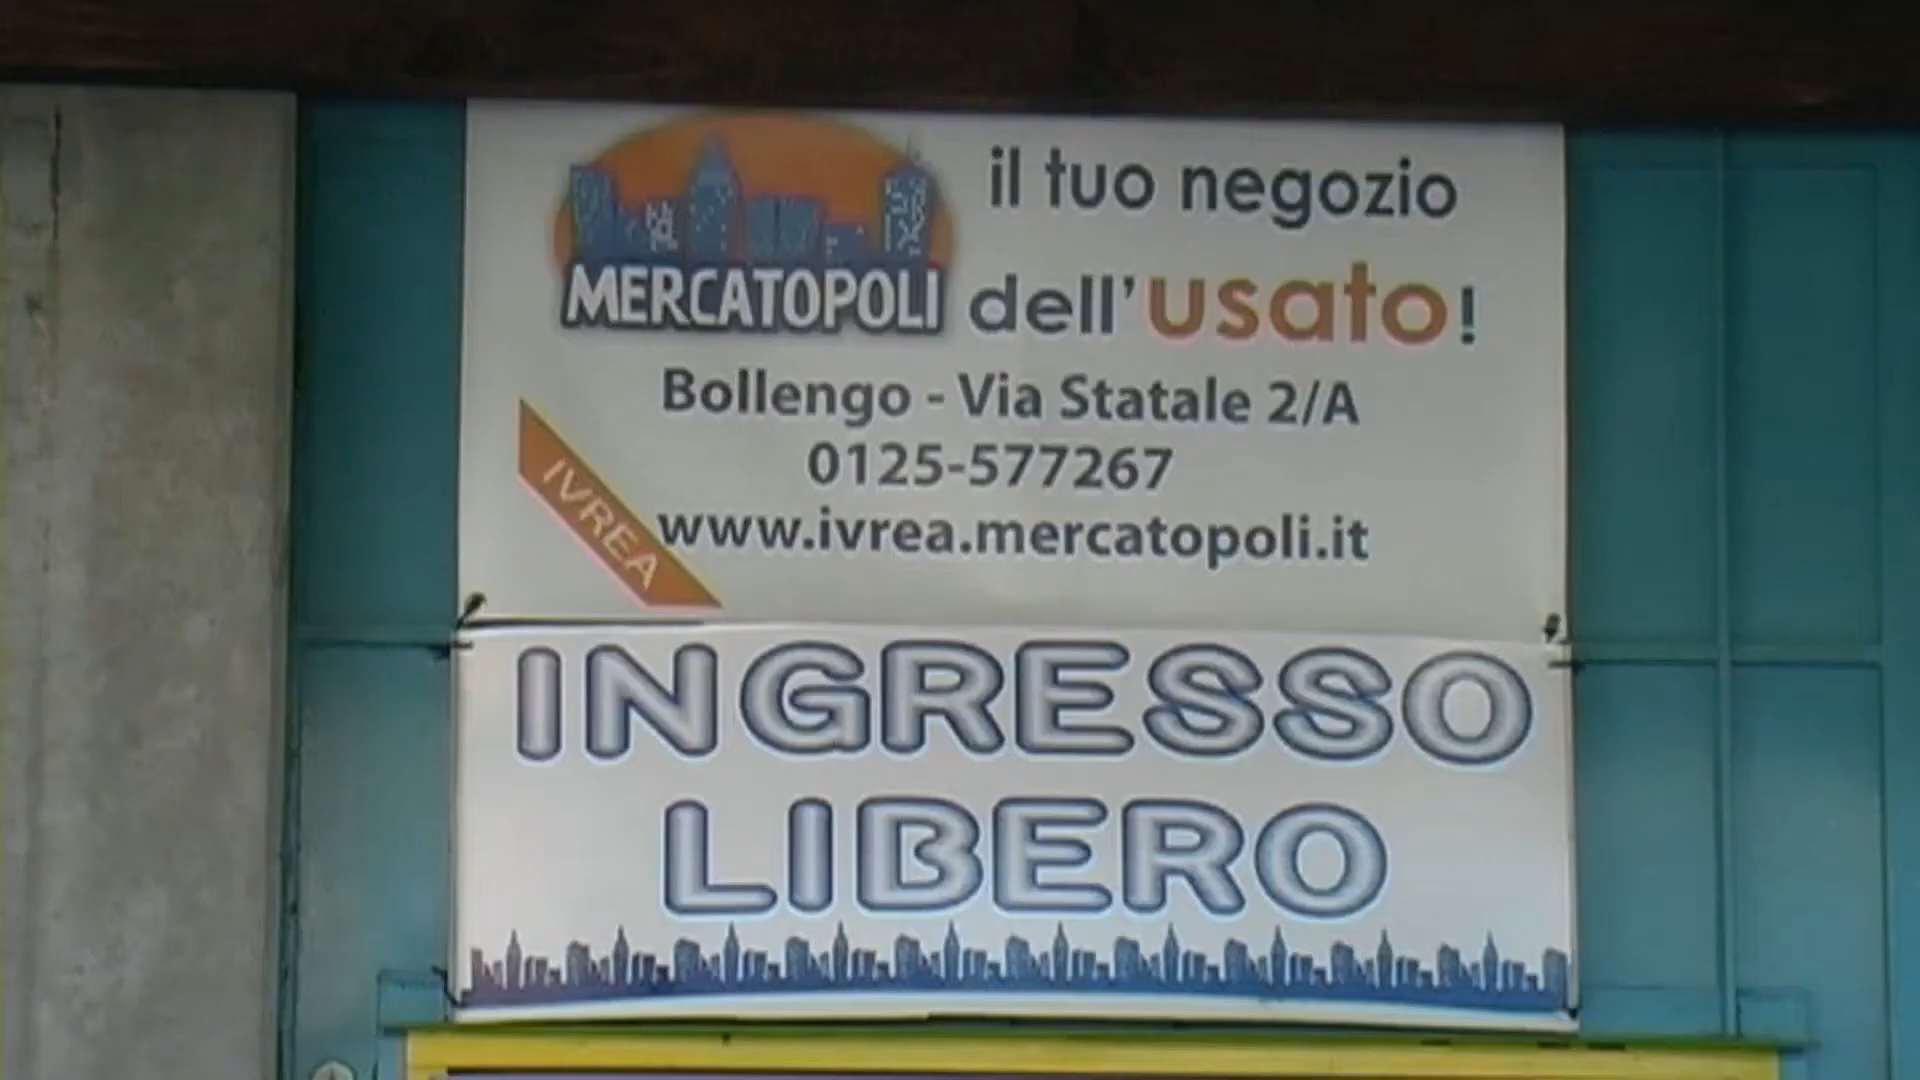 il tuo negozio
MERCATOPOLI dell'usato!
Bollengo - Via Statale 2/A
0125-577267
IVREA
www.ivrea.mercatopoli.it
INGRESSO
LIBERO